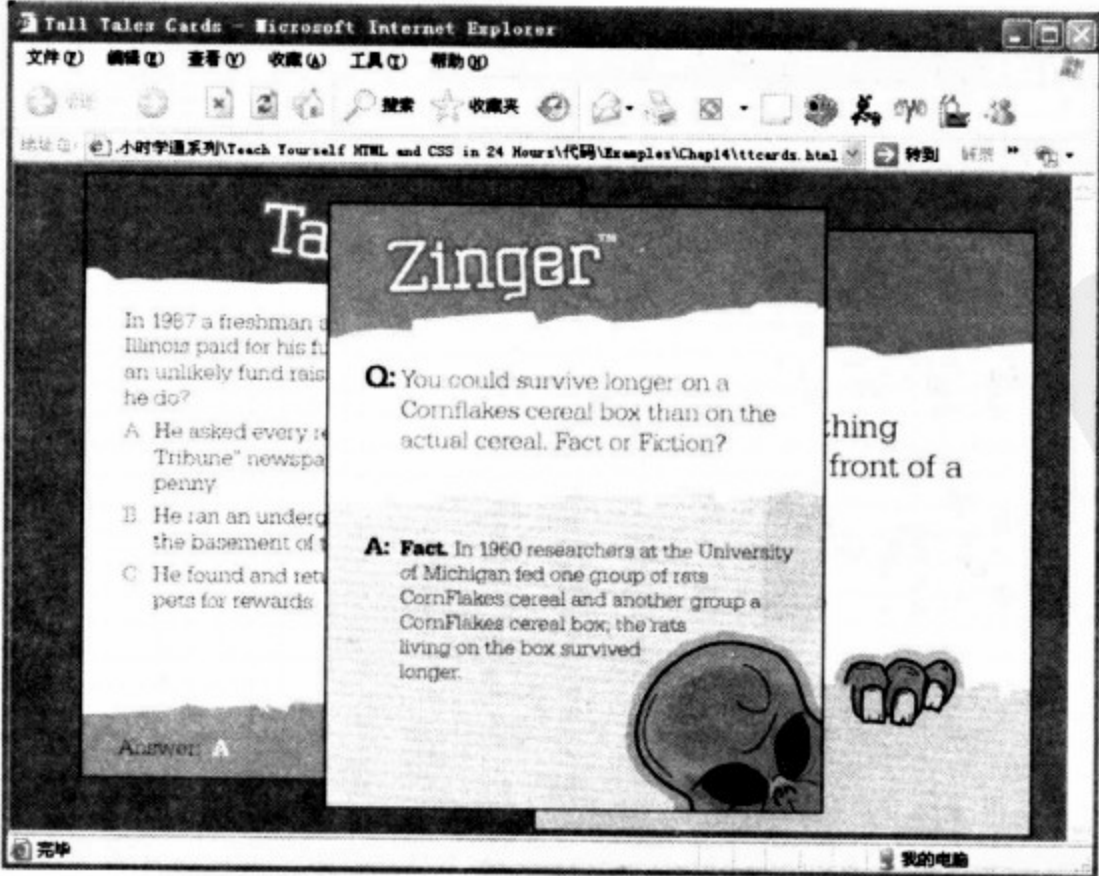 Tall Tales Cards - Microsoft Internet Explorer
文件(F) 编辑(E) 查看(V) 收藏(A) 工具(T) 帮助(H)
搜索 收藏夹
地址(D) 小时学通系列\Teach Yourself HTML and CSS in 24 Hours\代码\Examples\Chap14\ttcards.html 转到 »
Ta
In 1987 a freshman a
Illinois paid for his fu
an unlikely fund rais
he do?
A He asked every re
Tribune" newspa
penny
B He ran an underg
the basement of t
C He found and retu
pets for rewards
Answer: A
Zinger™
Q: You could survive longer on a
Cornflakes cereal box than on the
actual cereal. Fact or Fiction?
A: Fact. In 1960 researchers at the University
of Michigan fed one group of rats
CornFlakes cereal and another group a
CornFlakes cereal box; the rats
living on the box survived
longer.
thing
front of a
完毕
我的电脑